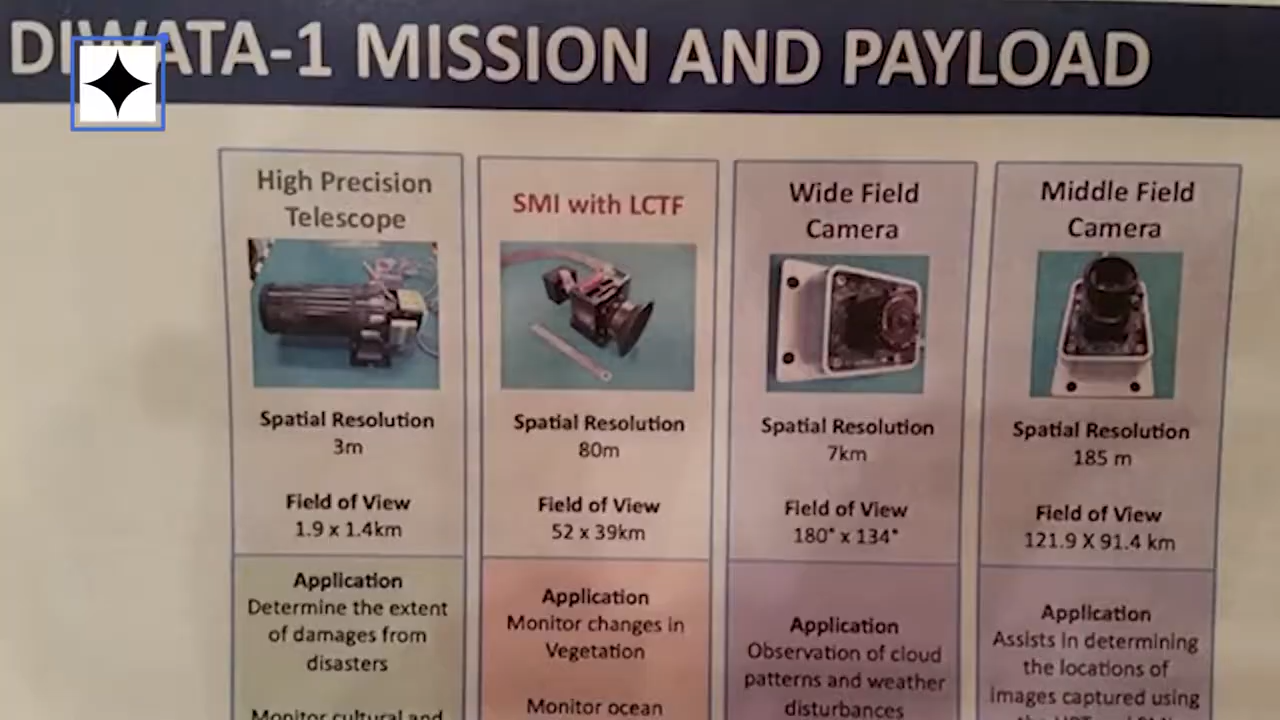 DIWATA-1 MISSION AND PAYLOAD
High Precision
Telescope
Spatial Resolution
3m
Field of View
1.9 x 1.4km
Application
Determine the extent
of damages from
disasters
Monitor cultural and
SMI with LCTF
Spatial Resolution
80m
Field of View
52 x 39km
Application
Monitor changes in
Vegetation
Monitor ocean
Wide Field
Camera
Spatial Resolution
7km
Field of View
180° x 134°
Application
Observation of cloud
patterns and weather
disturbances
Middle Field
Camera
Spatial Resolution
185 m
Field of View
121.9 X 91.4 km
Application
Assists in determining
the locations of
images captured using